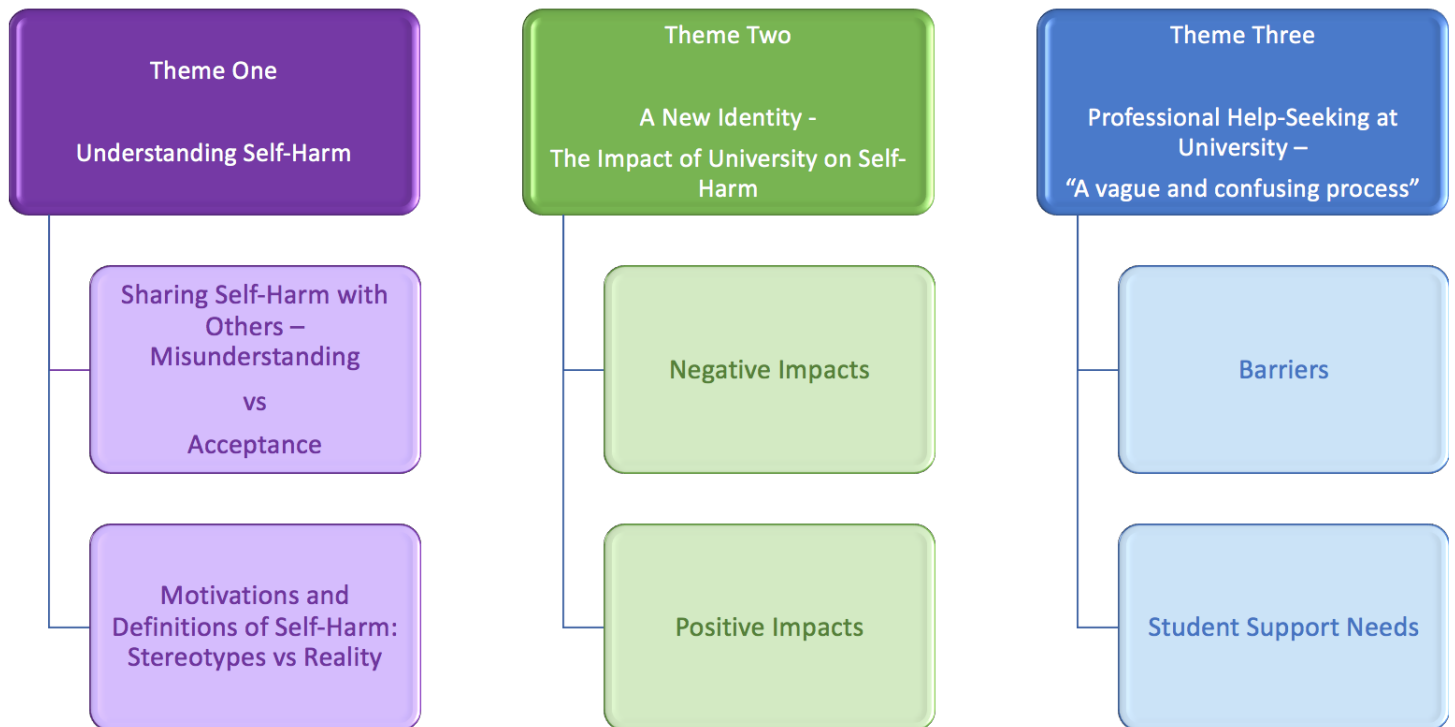 Theme One
Understanding Self-Harm
Sharing Self-Harm with
Others –
Misunderstanding
vs
Acceptance
Motivations and
Definitions of Self-Harm:
Stereotypes vs Reality
Theme Two
A New Identity -
The Impact of University on Self-
Harm
Negative Impacts
Positive Impacts
Theme Three
Professional Help-Seeking at
University –
“A vague and confusing process”
Barriers
Student Support Needs